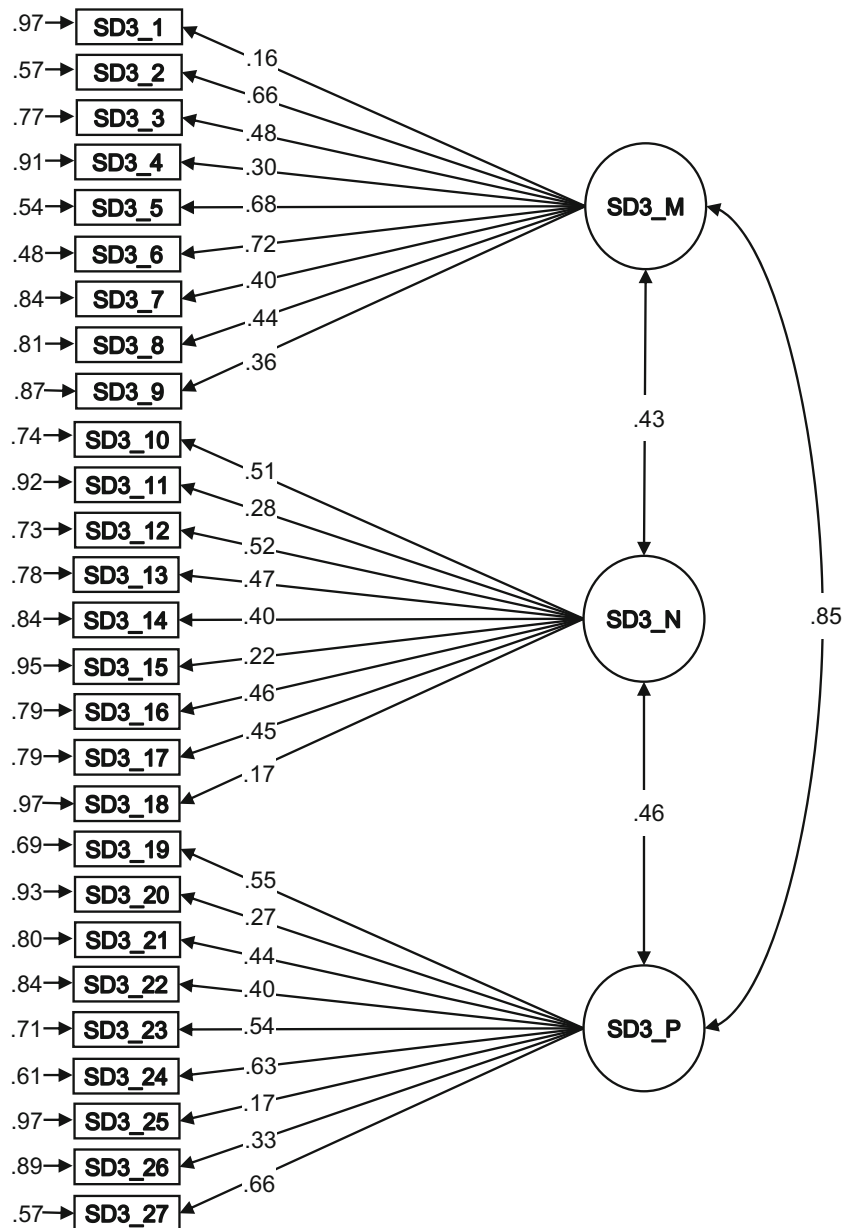 .97 SD3_1 .16
.57 SD3_2 .66
.77 SD3_3 .48
.91 SD3_4 .30
.54 SD3_5 .68
.48 SD3_6 .72
.84 SD3_7 .40
.81 SD3_8 .44
.87 SD3_9 .36
SD3_M
.43
.74 SD3_10 .51
.92 SD3_11 .28
.73 SD3_12 .52
.78 SD3_13 .47
.84 SD3_14 .40
.95 SD3_15 .22
.79 SD3_16 .46
.79 SD3_17 .45
.97 SD3_18 .17
SD3_N
.85
.46
.69 SD3_19 .55
.93 SD3_20 .27
.80 SD3_21 .44
.84 SD3_22 .40
.71 SD3_23 .54
.61 SD3_24 .63
.97 SD3_25 .17
.89 SD3_26 .33
.57 SD3_27 .66
SD3_P